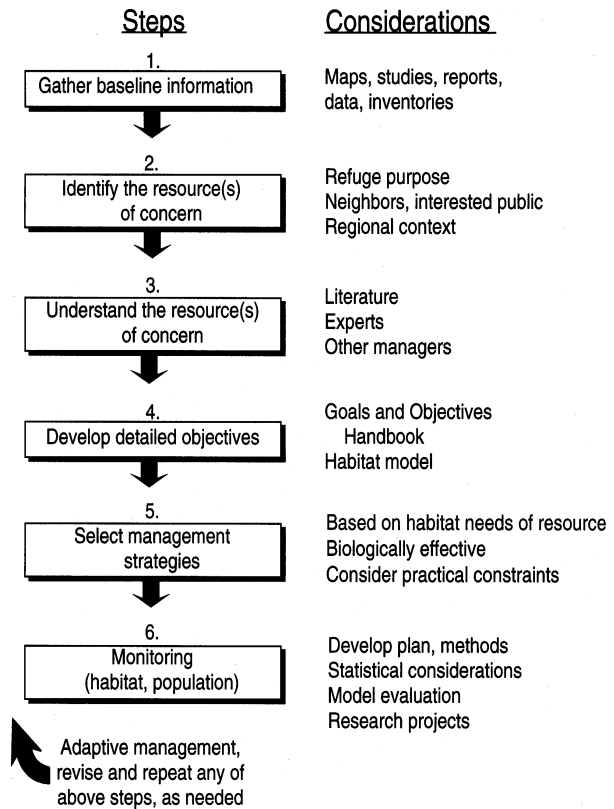 Steps
Considerations
1.
Gather baseline information
Maps, studies, reports,
data, inventories
2.
Identify the resource(s)
of concern
Refuge purpose
Neighbors, interested public
Regional context
3.
Understand the resource(s)
of concern
Literature
Experts
Other managers
4.
Develop detailed objectives
Goals and Objectives
Handbook
Habitat model
5.
Select management
strategies
Based on habitat needs of resource
Biologically effective
Consider practical constraints
6.
Monitoring
(habitat, population)
Develop plan, methods
Statistical considerations
Model evaluation
Research projects
Adaptive management,
revise and repeat any of
above steps, as needed